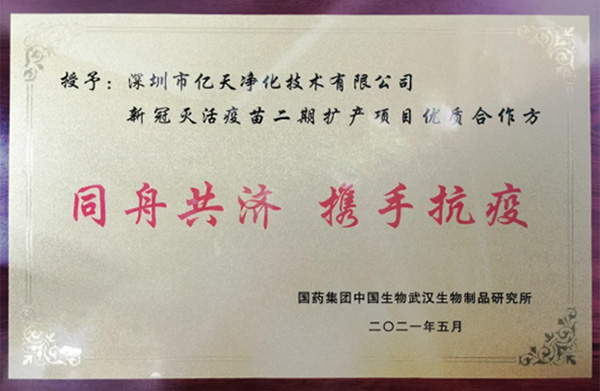 授予：深圳市亿天净化技术有限公司
新冠灭活疫苗二期扩产项目优质合作方
同舟共济 携手抗疫
国药集团中国生物武汉生物制品研究所
二〇二一年五月